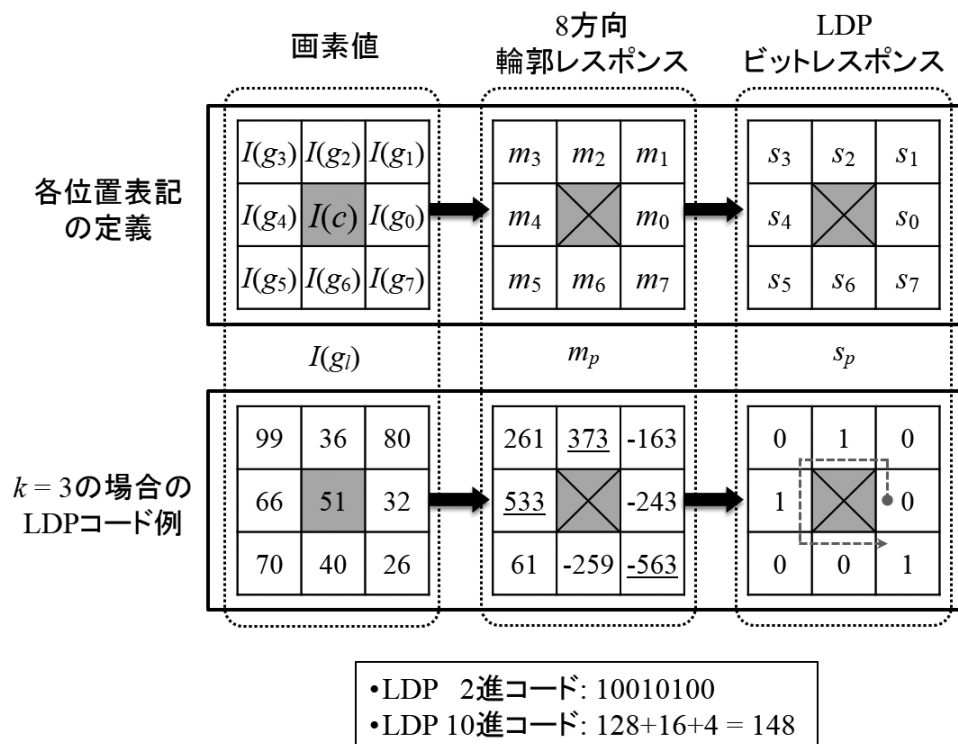 画素値
8方向
輪郭レスポンス
LDP
ビットレスポンス
各位置表記
の定義
I(g3) I(g2) I(g1)
I(g4) I(c) I(g0)
I(g5) I(g6) I(g7)
m3 m2 m1
m4 m0
m5 m6 m7
s3 s2 s1
s4 s0
s5 s6 s7
I(gl) mp sp
k = 3の場合の
LDPコード例
99 36 80
66 51 32
70 40 26
261 373 -163
533 -243
61 -259 -563
0 1 0
1 0
0 0 1
•LDP 2進コード: 10010100
•LDP 10進コード: 128+16+4 = 148